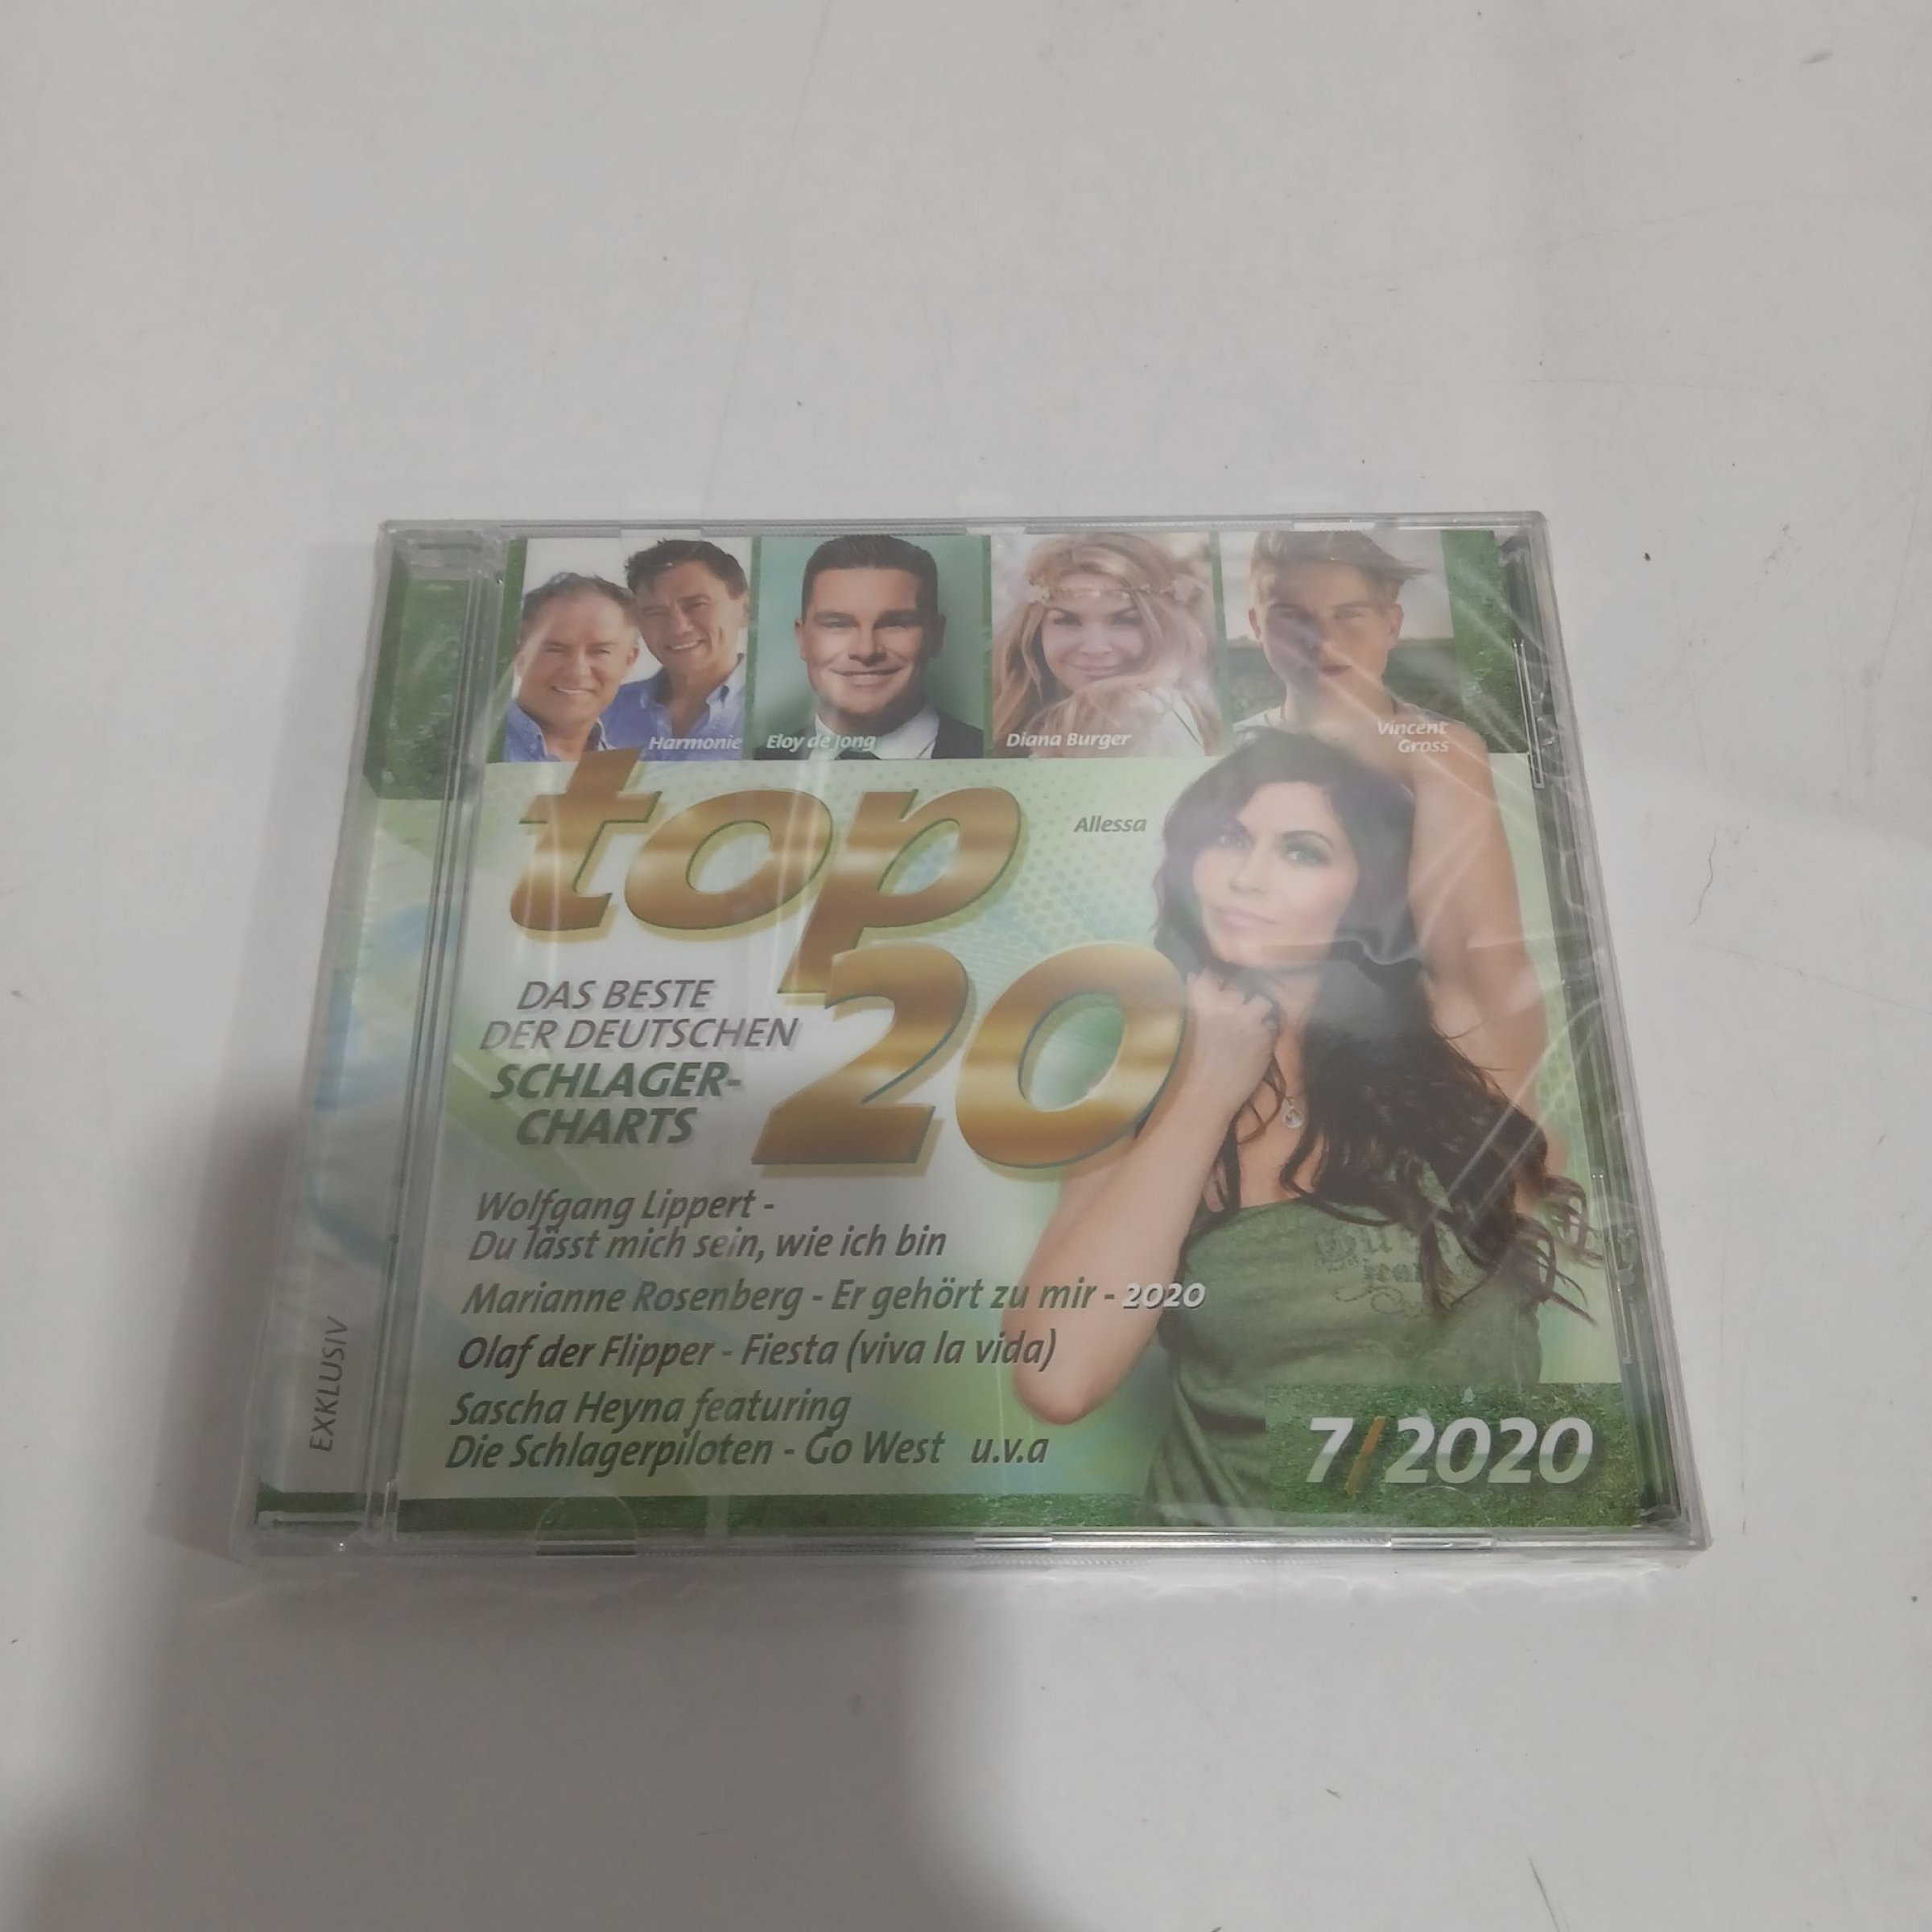 Harmonie
Eloy de Jong
Diana Burger
Vincent
Gross
top
20
Allessa
DAS BESTE
DER DEUTSCHEN
SCHLAGER-
CHARTS
Wolfgang Lippert -
Du lässt mich sein, wie ich bin
Marianne Rosenberg - Er gehört zu mir - 2020
Olaf der Flipper - Fiesta (viva la vida)
Sascha Heyna featuring
Die Schlagerpiloten - Go West u.v.a
7/2020
EXKLUSIV